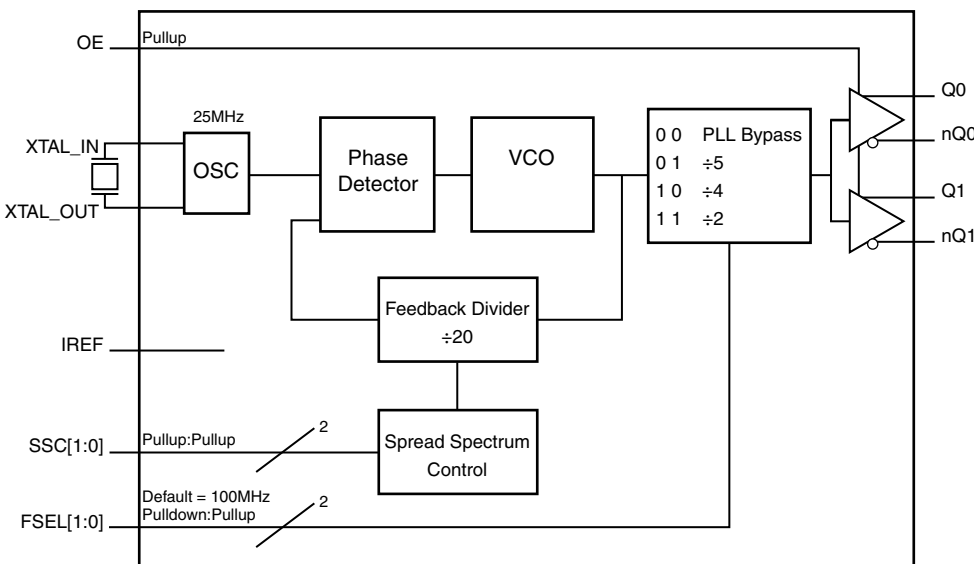 OE
Pullup
Q0
nQ0
Q1
nQ1
25MHz
XTAL_IN
OSC
XTAL_OUT
Phase
Detector
VCO
0 0 PLL Bypass
0 1 ÷5
1 0 ÷4
1 1 ÷2
Feedback Divider
÷20
IREF
SSC[1:0]
Pullup:Pullup
2
Spread Spectrum
Control
Default = 100MHz
FSEL[1:0]
Pulldown:Pullup
2